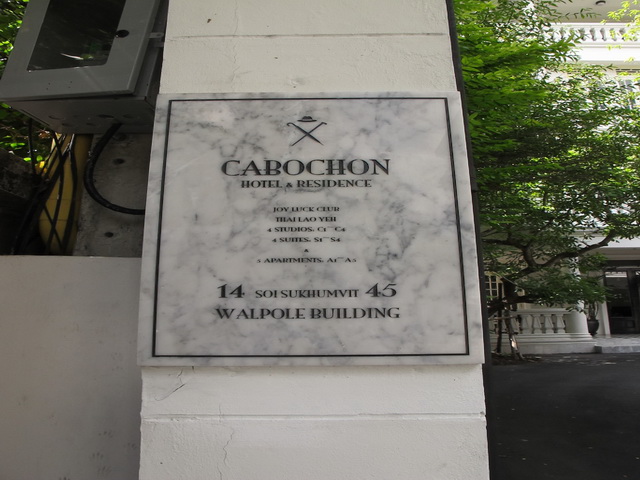 CABOCHON
HOTEL & RESIDENCE
JOY LUCK CLUB
THAI LAO YEH
4 STUDIOS, C1~C4
4 SUITES, S1~S4
&
APARTMENTS, A1~A5
14 SOI SUKHUMVIT 45
WALPOLE BUILDING